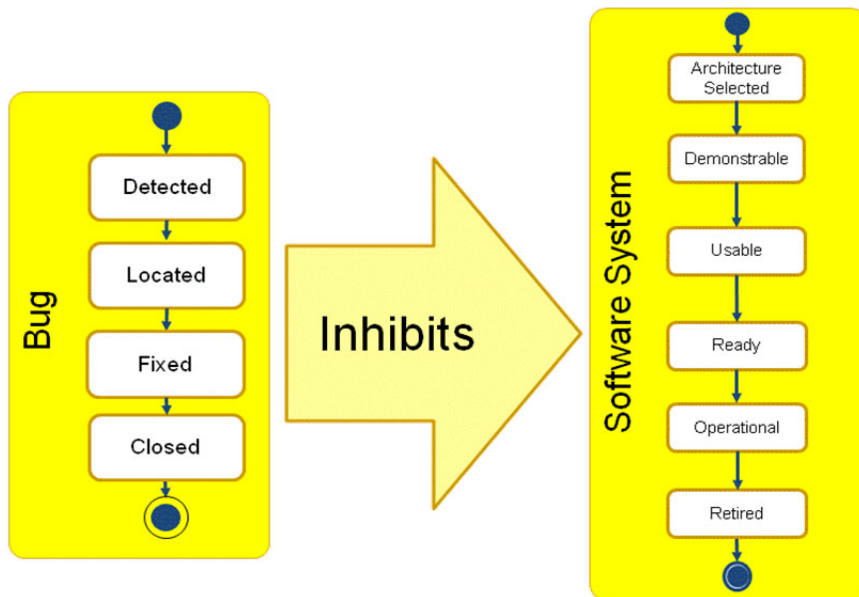 Bug
Detected
Located
Fixed
Closed
Inhibits
Software System
Architecture
Selected
Demonstrable
Usable
Ready
Operational
Retired